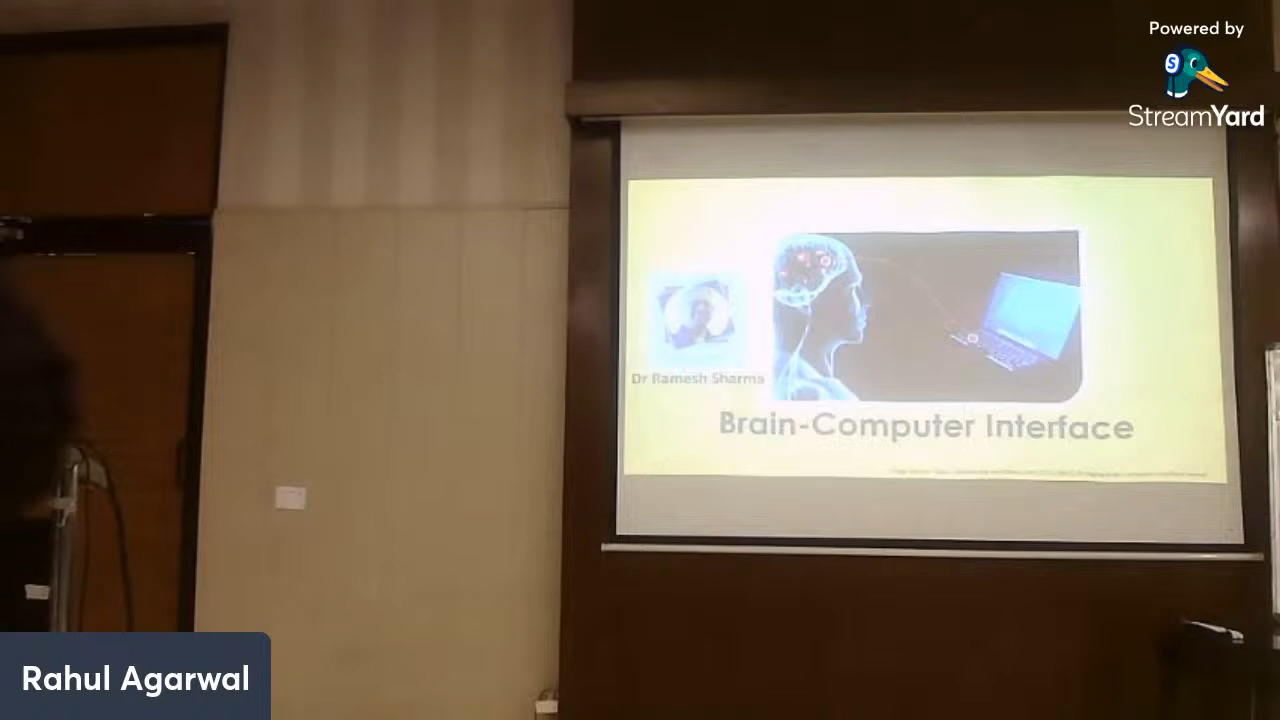 Powered by
StreamYard
Dr Ramesh Sharma
Brain-Computer Interface
Rahul Agarwal